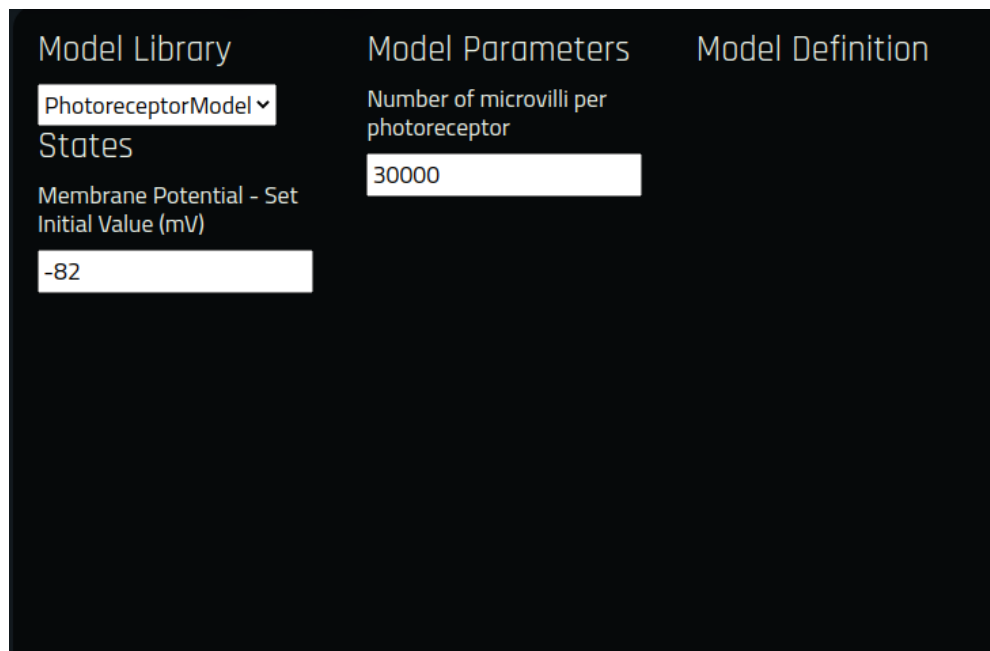 Model Library
PhotoreceptorModel
States
Membrane Potential - Set
Initial Value (mV)
-82
Model Parameters
Number of microvilli per
photoreceptor
30000
Model Definition